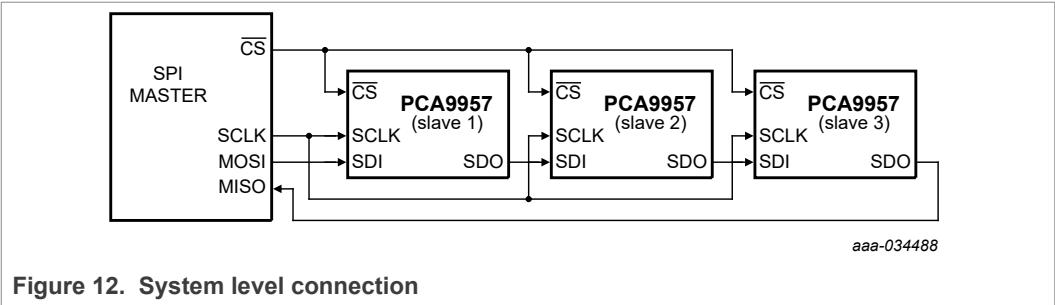 SPI
MASTER
CS
SCLK
MOSI
MISO
CS
PCA9957
(slave 1)
SCLK
SDI
SDO
CS
PCA9957
(slave 2)
SCLK
SDI
SDO
CS
PCA9957
(slave 3)
SCLK
SDI
SDO
aaa-034488
Figure 12. System level connection